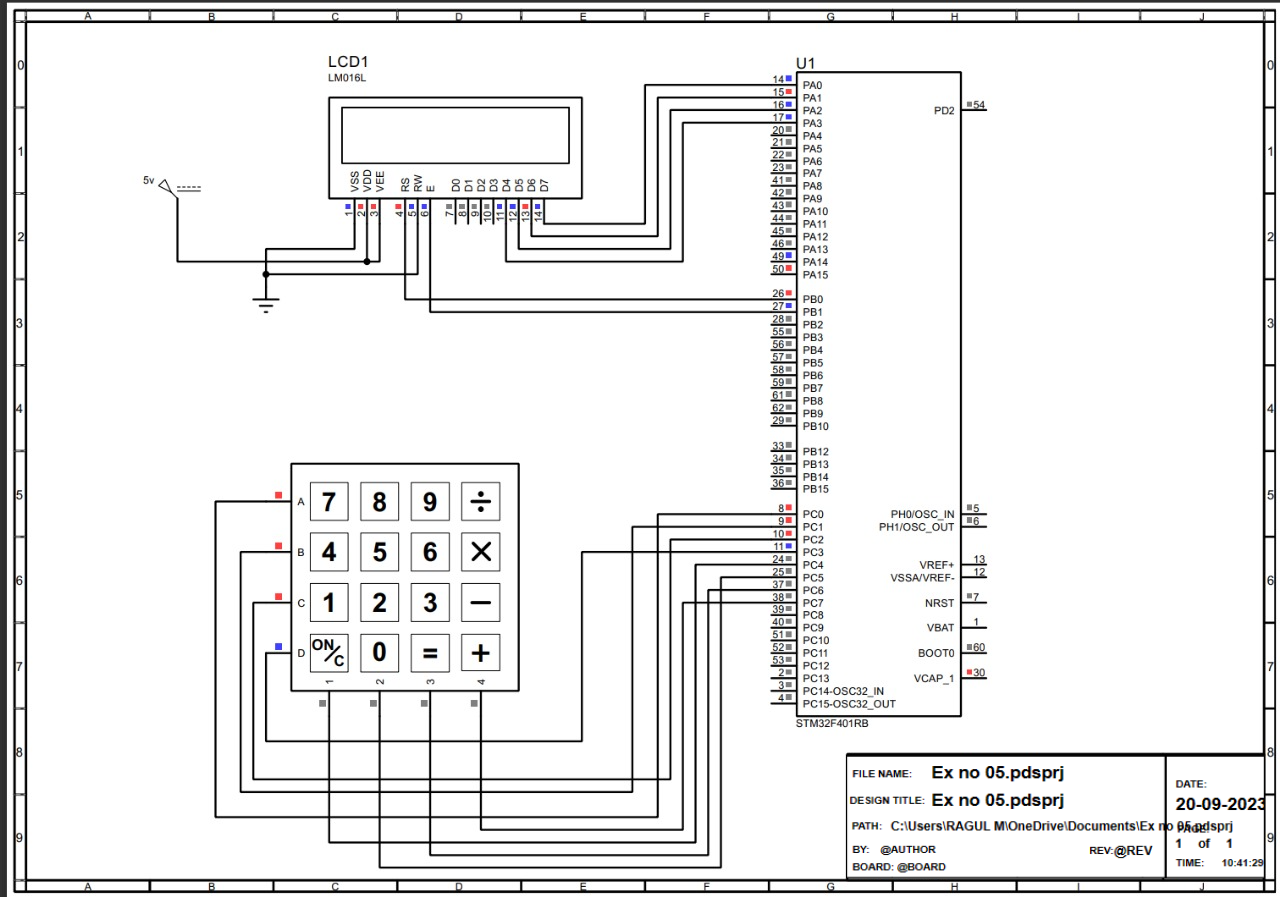 A B C D E F G H I J
0 0
1 1
2 2
3 3
4 4
5 5
6 6
7 7
8 8
9 9
LCD1
LM016L
VSS
VDD
VEE
RS
RW
E
D0
D1
D2
D3
D4
D5
D6
D7
1
2
3
4
5
6
7
8
9
10
11
12
13
14
5v
U1
14 PA0
15 PA1
16 PA2
17 PA3
20 PA4
21 PA5
22 PA6
23 PA7
41 PA8
42 PA9
43 PA10
44 PA11
45 PA12
46 PA13
49 PA14
50 PA15
26 PB0
27 PB1
28 PB2
55 PB3
56 PB4
57 PB5
58 PB6
59 PB7
61 PB8
62 PB9
29 PB10
33 PB12
34 PB13
35 PB14
36 PB15
8 PC0
9 PC1
10 PC2
11 PC3
24 PC4
25 PC5
37 PC6
38 PC7
39 PC8
40 PC9
51 PC10
52 PC11
53 PC12
2 PC13
3 PC14-OSC32_IN
4 PC15-OSC32_OUT
PD2 54
PH0/OSC_IN 5
PH1/OSC_OUT 6
VREF+ 13
VSSA/VREF- 12
NRST 7
VBAT 1
BOOT0 60
VCAP_1 30
STM32F401RB
A 7 8 9 ÷
B 4 5 6 ×
C 1 2 3 −
D ON/C 0 = +
1 2 3 4
FILE NAME: Ex no 05.pdsprj
DESIGN TITLE: Ex no 05.pdsprj
PATH: C:\Users\RAGUL M\OneDrive\Documents\Ex no 05.pdsprj
BY: @AUTHOR
REV:@REV
BOARD: @BOARD
DATE:
20-09-2023
PAGE:
1 of 1
TIME: 10:41:29
A B C D E F G H I J